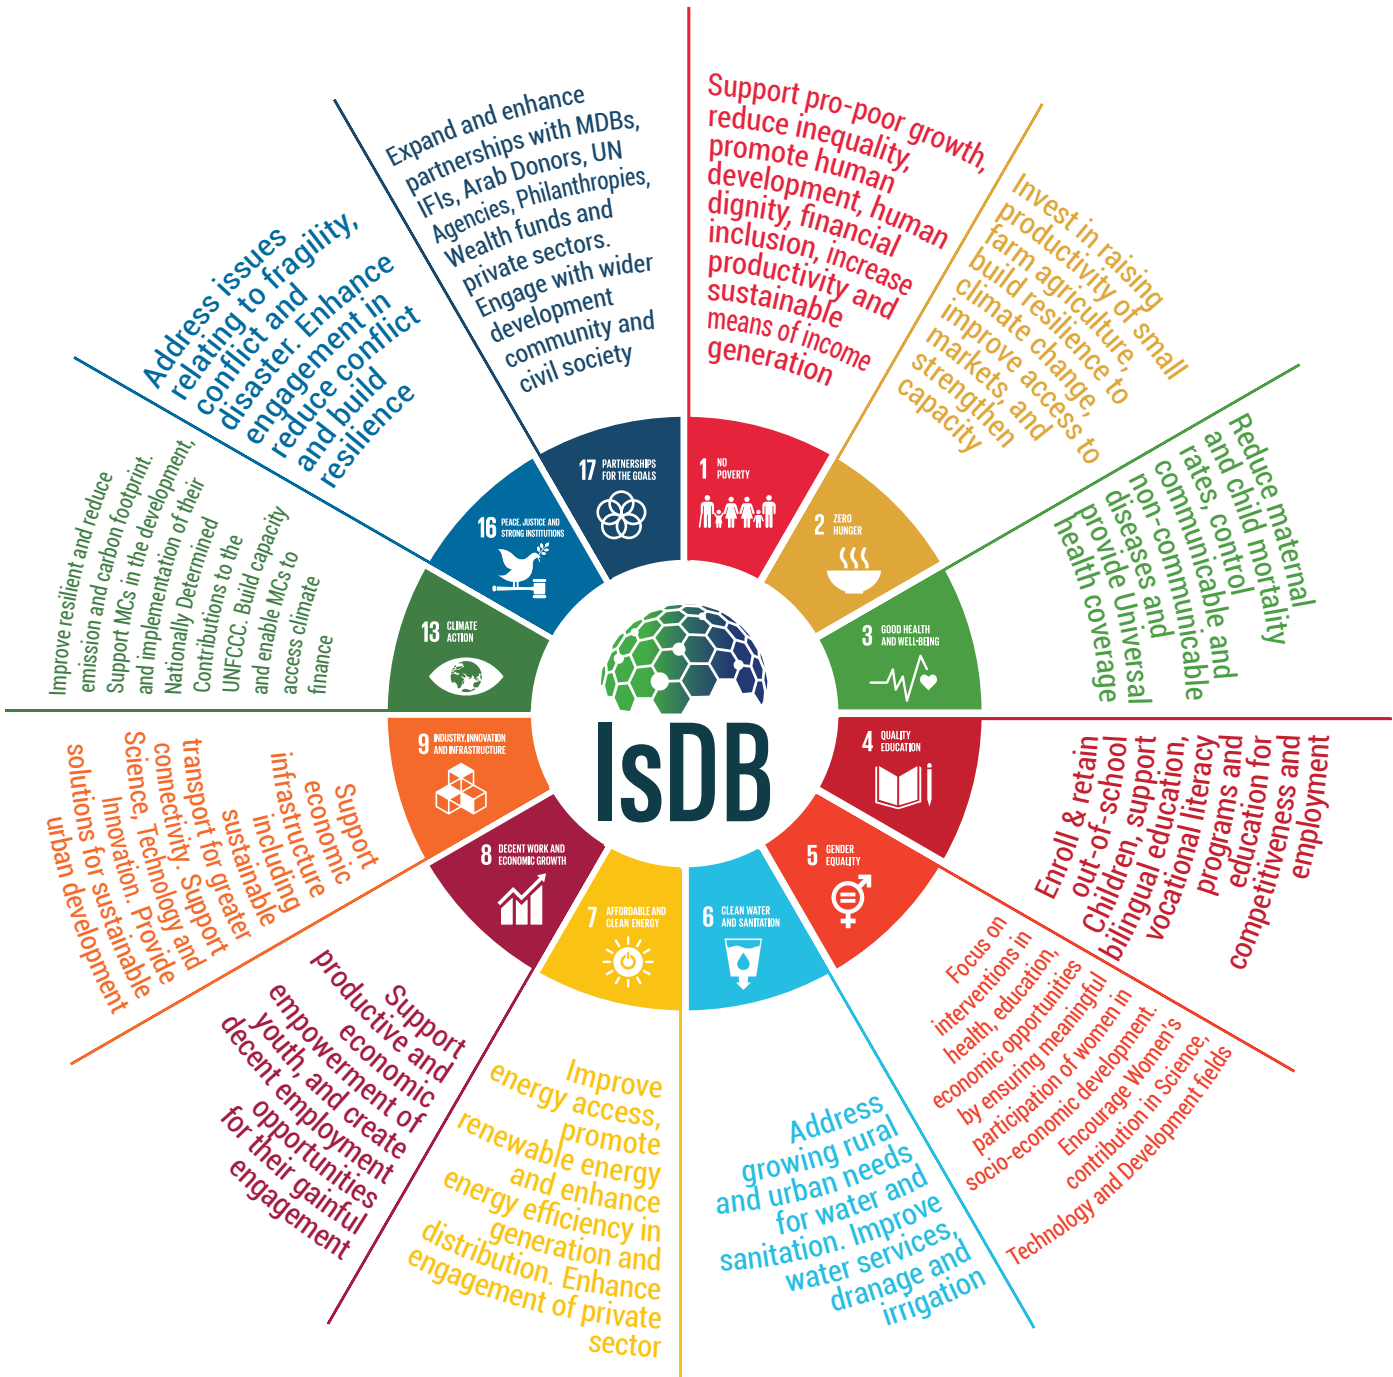 Support pro-poor growth,
reduce inequality,
promote human
development, human
dignity, financial
inclusion, increase
productivity and
sustainable
means of income
generation
1 NO
POVERTY
Invest in raising
productivity of small
farm agriculture,
build resilience to
climate change,
improve access to
markets, and
strengthen
capacity
2 ZERO
HUNGER
Reduce maternal
and child mortality
rates, control
communicable and
non-communicable
diseases and
provide Universal
health coverage
3 GOOD HEALTH
AND WELL-BEING
4 QUALITY
EDUCATION
Enroll & retain
out-of-school
Children, support
bilingual education,
vocational literacy
programs and
education for
competitiveness and
employment
5 GENDER
EQUALITY
Focus on
interventions in
health, education,
economic opportunities
by ensuring meaningful
participation of women in
socio-economic development.
Encourage Women's
contribution in Science,
Technology and Development fields
6 CLEAN WATER
AND SANITATION
Address
growing rural
and urban needs
for water and
sanitation. Improve
water services,
dranage and
irrigation
7 AFFORDABLE AND
CLEAN ENERGY
Improve
energy access,
promote
renewable energy
and enhance
energy efficiency in
generation and
distribution. Enhance
engagement of private
sector
8 DECENT WORK AND
ECONOMIC GROWTH
Support
productive and
economic
empowerment of
youth, and create
decent employment
opportunities
for their gainful
engagement
9 INDUSTRY, INNOVATION
AND INFRASTRUCTURE
Support
economic
infrastructure
including
sustainable
transport for greater
connectivity. Support
Science, Technology and
Innovation. Provide
solutions for sustainable
urban development
13 CLIMATE
ACTION
Improve resilient and reduce
emission and carbon footprint.
Support MCs in the development,
and implementation of their
Nationally Determined
Contributions to the
UNFCCC. Build capacity
and enable MCs to
access climate
finance
16 PEACE, JUSTICE AND
STRONG INSTITUTIONS
Address issues
relating to fragility,
conflict and
disaster. Enhance
engagement in
reduce conflict
and build
resilience
17 PARTNERSHIPS
FOR THE GOALS
Expand and enhance
partnerships with MDBs,
IFIs, Arab Donors, UN
Agencies, Philanthropies,
Wealth funds and
private sectors.
Engage with wider
development
community and
civil society
IsDB